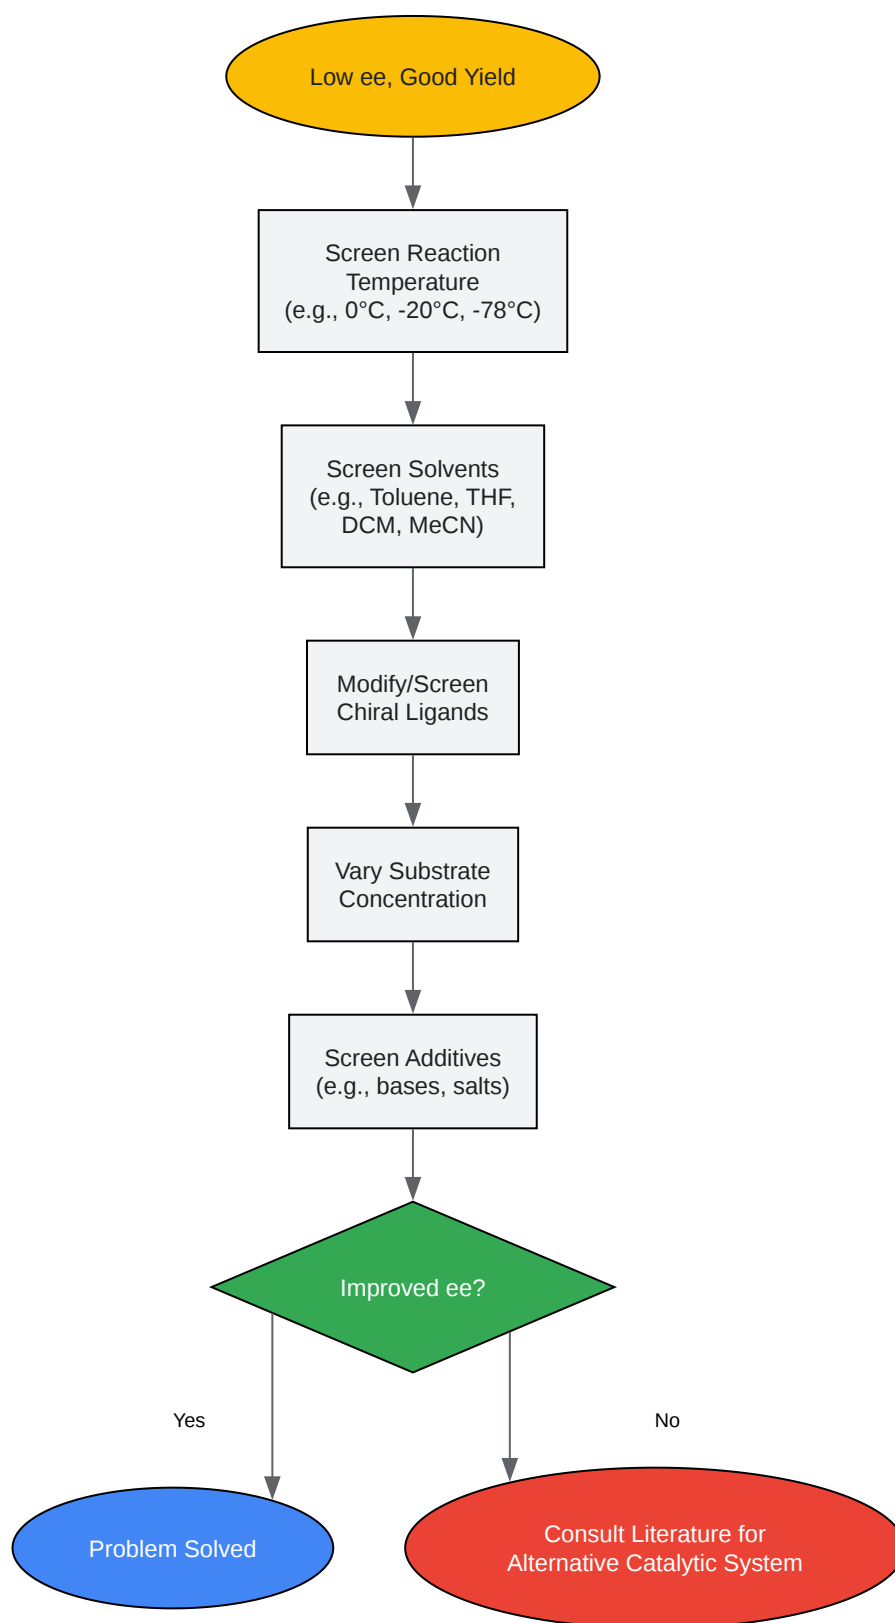 Low ee, Good Yield
Screen Reaction
Temperature
(e.g., 0°C, -20°C, -78°C)
Screen Solvents
(e.g., Toluene, THF,
DCM, MeCN)
Modify/Screen
Chiral Ligands
Vary Substrate
Concentration
Screen Additives
(e.g., bases, salts)
Improved ee?
Yes
No
Problem Solved
Consult Literature for
Alternative Catalytic System